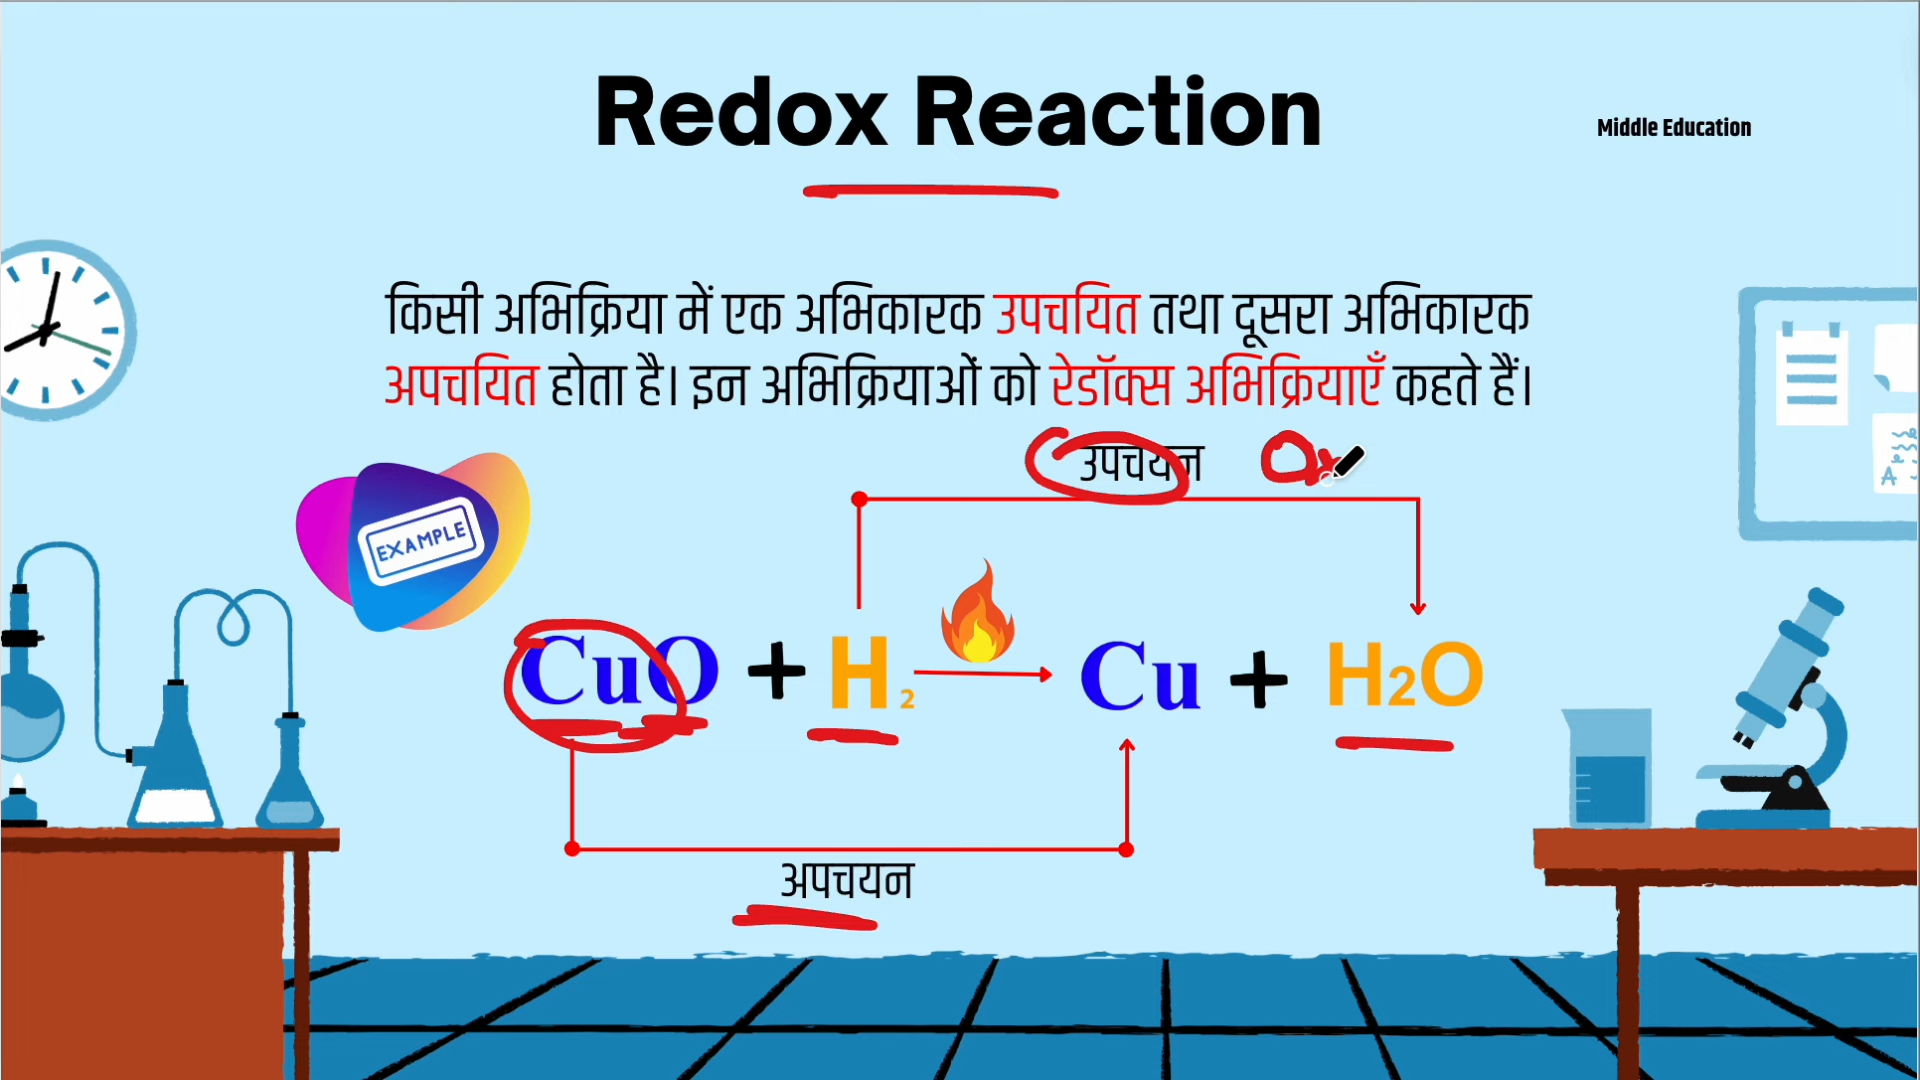 Redox Reaction
Middle Education
किसी अभिक्रिया में एक अभिकारक उपचयित तथा दूसरा अभिकारक
अपचयित होता है। इन अभिक्रियाओं को रेडॉक्स अभिक्रियाएँ कहते हैं।
उपचयन Ox
EXAMPLE
CuO + H₂ Cu + H2O
अपचयन
A